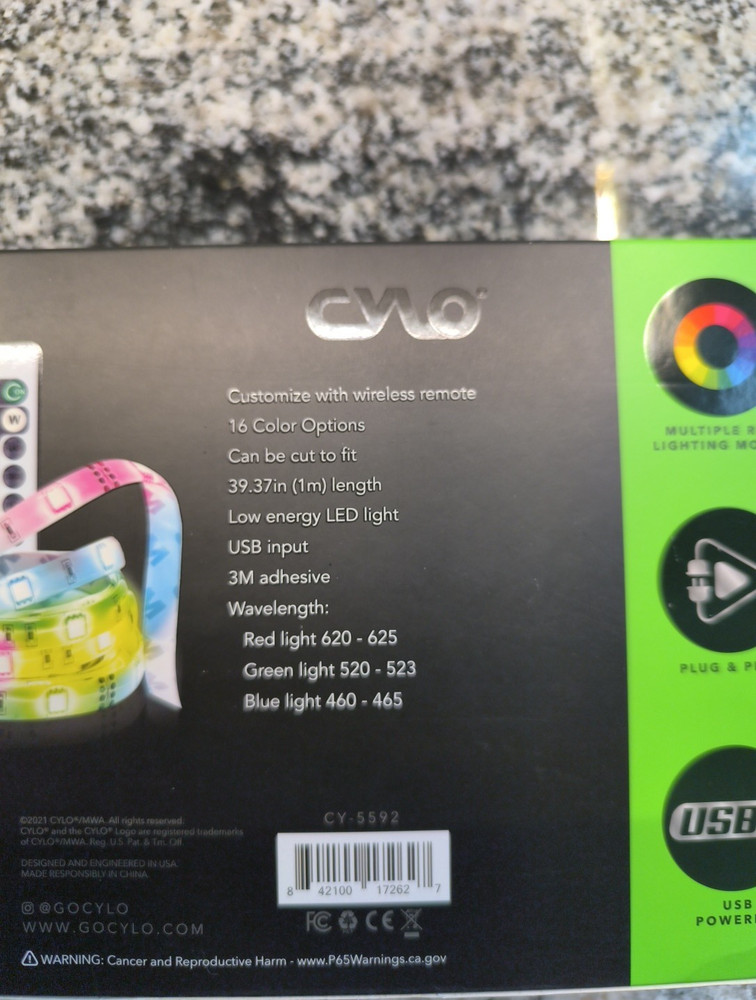 CYLO®
Customize with wireless remote
16 Color Options
Can be cut to fit
39.37in (1m) length
Low energy LED light
USB input
3M adhesive
Wavelength:
Red light 620 - 625
Green light 520 - 523
Blue light 460 - 465
W
MULTIPLE
LIGHTING
PLUG &
USB
USB
CY-5592
©2021 CYLO®/MWA. All rights reserved.
CYLO® and the CYLO® Logo are registered trademarks
of CYLO®/MWA. Reg. U.S. Pat. & Tm. Off
DESIGNED AND ENGINEERED IN USA.
MADE RESPONSIBLY IN CHINA.
@GOCYLO
WWW.GOCYLO.COM
8 42100 17262 7
FC CE
WARNING: Cancer and Reproductive Harm - www.P65Warnings.ca.gov